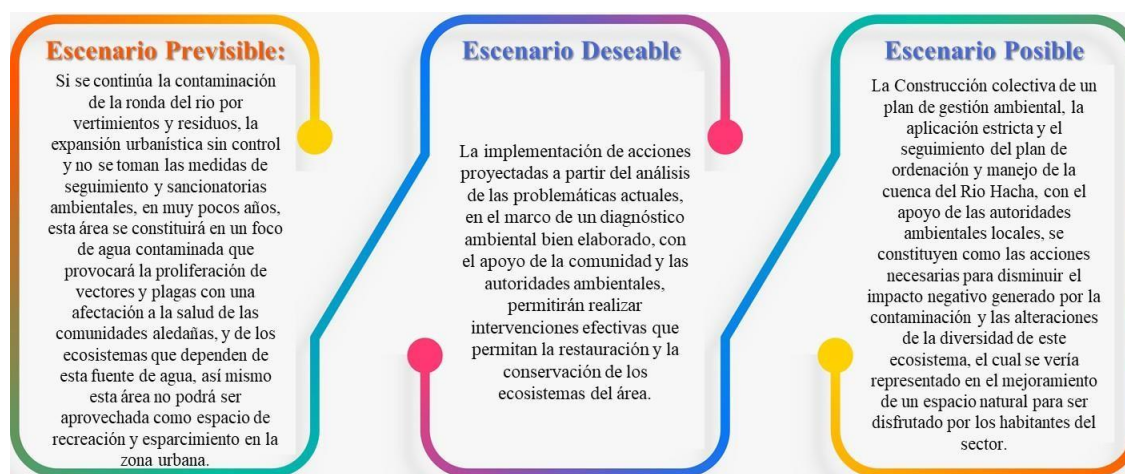 Escenario Previsible:
Si se continúa la contaminación
de la ronda del rio por
vertimientos y residuos, la
expansión urbanística sin control
y no se toman las medidas de
seguimiento y sancionatorias
ambientales, en muy pocos años,
esta área se constituirá en un foco
de agua contaminada que
provocará la proliferación de
vectores y plagas con una
afectación a la salud de las
comunidades aledañas, y de los
ecosistemas que dependen de
esta fuente de agua, así mismo
esta área no podrá ser
aprovechada como espacio de
recreación y esparcimiento en la
zona urbana.
Escenario Deseable
La implementación de acciones
proyectadas a partir del análisis
de las problemáticas actuales,
en el marco de un diagnóstico
ambiental bien elaborado, con
el apoyo de la comunidad y las
autoridades ambientales,
permitirán realizar
intervenciones efectivas que
permitan la restauración y la
conservación de los
ecosistemas del área.
Escenario Posible
La Construcción colectiva de un
plan de gestión ambiental, la
aplicación estricta y el
seguimiento del plan de
ordenación y manejo de la
cuenca del Rio Hacha, con el
apoyo de las autoridades
ambientales locales, se
constituyen como las acciones
necesarias para disminuir el
impacto negativo generado por la
contaminación y las alteraciones
de la diversidad de este
ecosistema, el cual se vería
representado en el mejoramiento
de un espacio natural para ser
disfrutado por los habitantes del
sector.